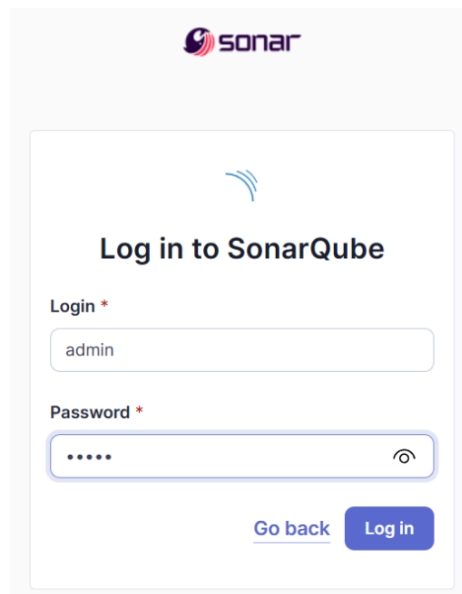 sonar
Log in to SonarQube
Login *
admin
Password *
•••••
Go back Log in